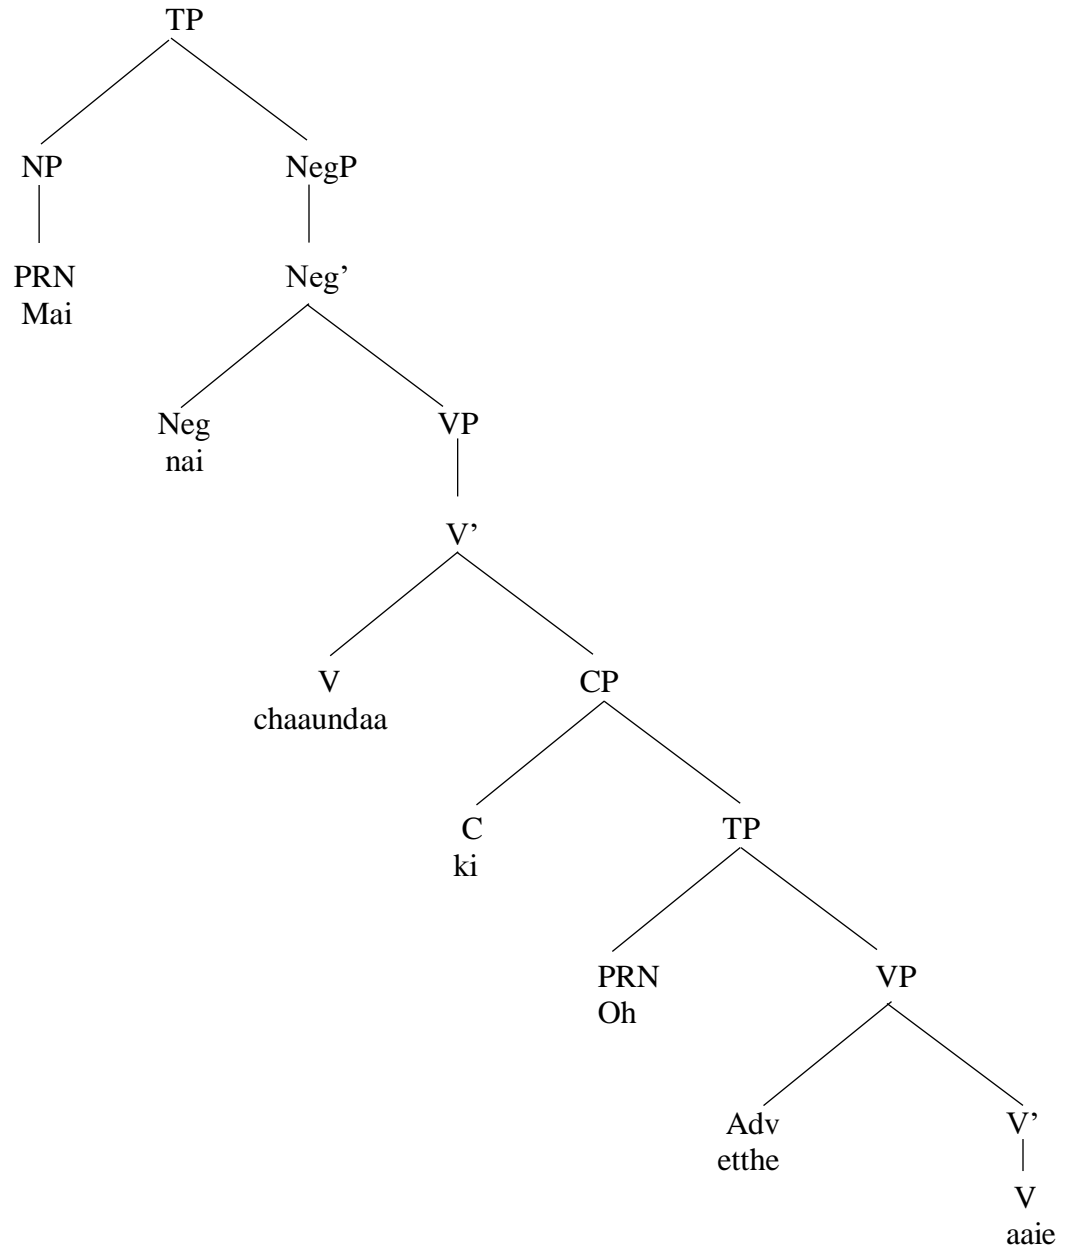 TP
NP NegP
PRN Neg’
Mai
Neg VP
nai
V’
V CP
chaaundaa
C TP
ki
PRN VP
Oh
Adv V’
etthe
V
aaie